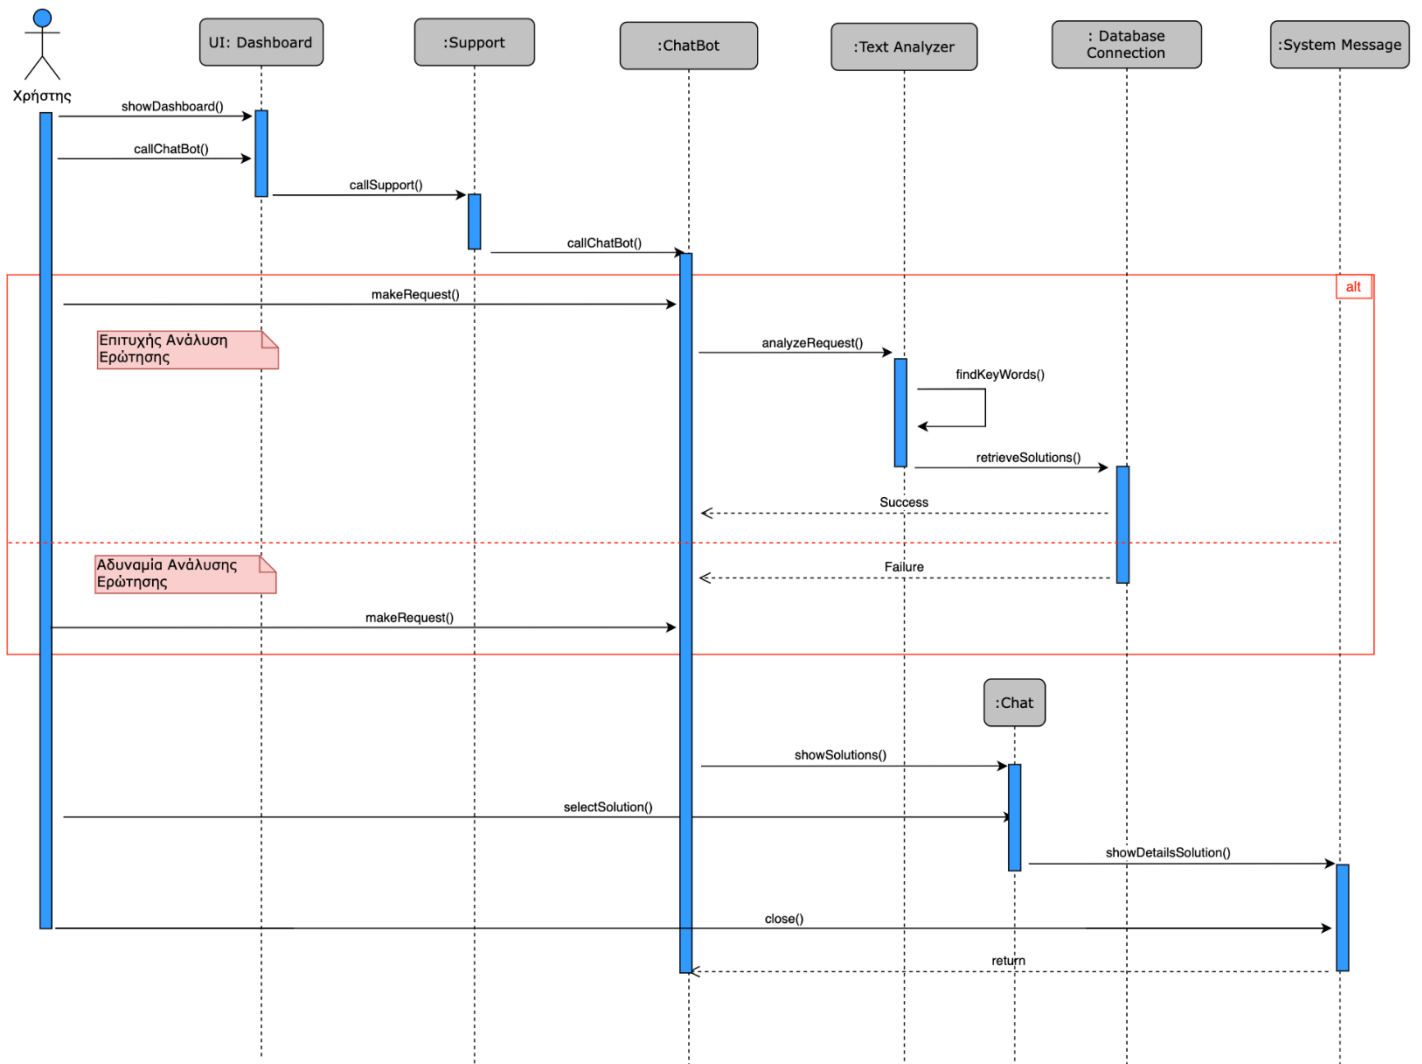 UI: Dashboard
:Support
:ChatBot
:Text Analyzer
: Database
Connection
:System Message
Χρήστης
showDashboard()
callChatBot()
callSupport()
callChatBot()
alt
makeRequest()
Επιτυχής Ανάλυση
Ερώτησης
analyzeRequest()
findKeyWords()
retrieveSolutions()
Success
Αδυναμία Ανάλυσης
Ερώτησης
Failure
makeRequest()
:Chat
showSolutions()
selectSolution()
showDetailsSolution()
close()
return